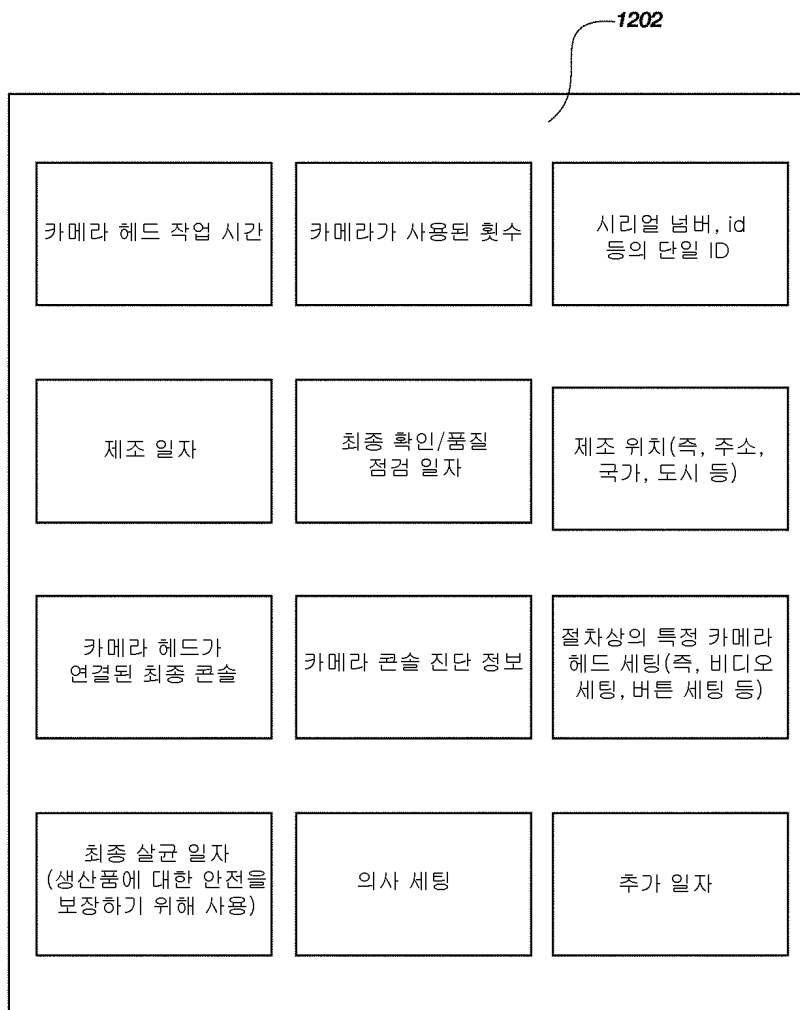 1202
카메라 헤드 작업 시간
카메라가 사용된 횟수
시리얼 넘버, id
등의 단일 ID
제조 일자
최종 확인/품질
점검 일자
제조 위치(즉, 주소,
국가, 도시 등)
카메라 헤드가
연결된 최종 콘솔
카메라 콘솔 진단 정보
절차상의 특정 카메라
헤드 세팅(즉, 비디오
세팅, 버튼 세팅 등)
최종 살균 일자
(생산품에 대한 안전을
보장하기 위해 사용)
의사 세팅
추가 일자